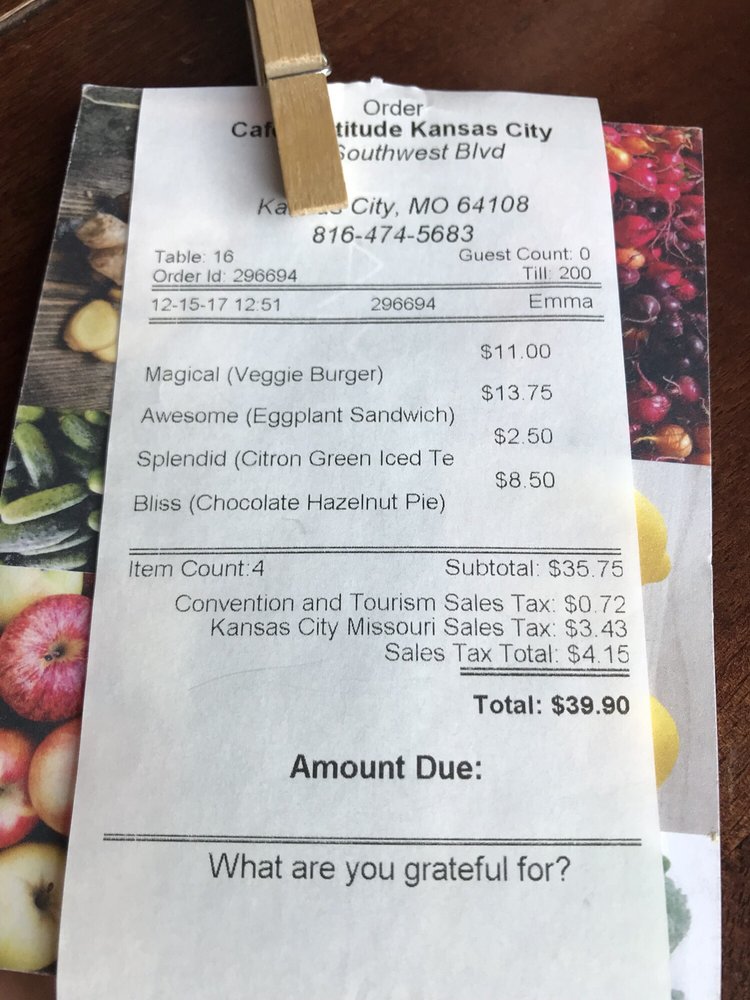 Order
Caf titude Kansas City
Southwest Blvd
Ka s City, MO 64108
816-474-5683
Table: 16 Guest Count: 0
Order Id: 296694 Till: 200
12-15-17 12:51 296694 Emma
$11.00
Magical (Veggie Burger)
$13.75
Awesome (Eggplant Sandwich)
$2.50
Splendid (Citron Green Iced Te
$8.50
Bliss (Chocolate Hazelnut Pie)
Item Count:4 Subtotal: $35.75
Convention and Tourism Sales Tax: $0.72
Kansas City Missouri Sales Tax: $3.43
Sales Tax Total: $4.15
Total: $39.90
Amount Due:
What are you grateful for?